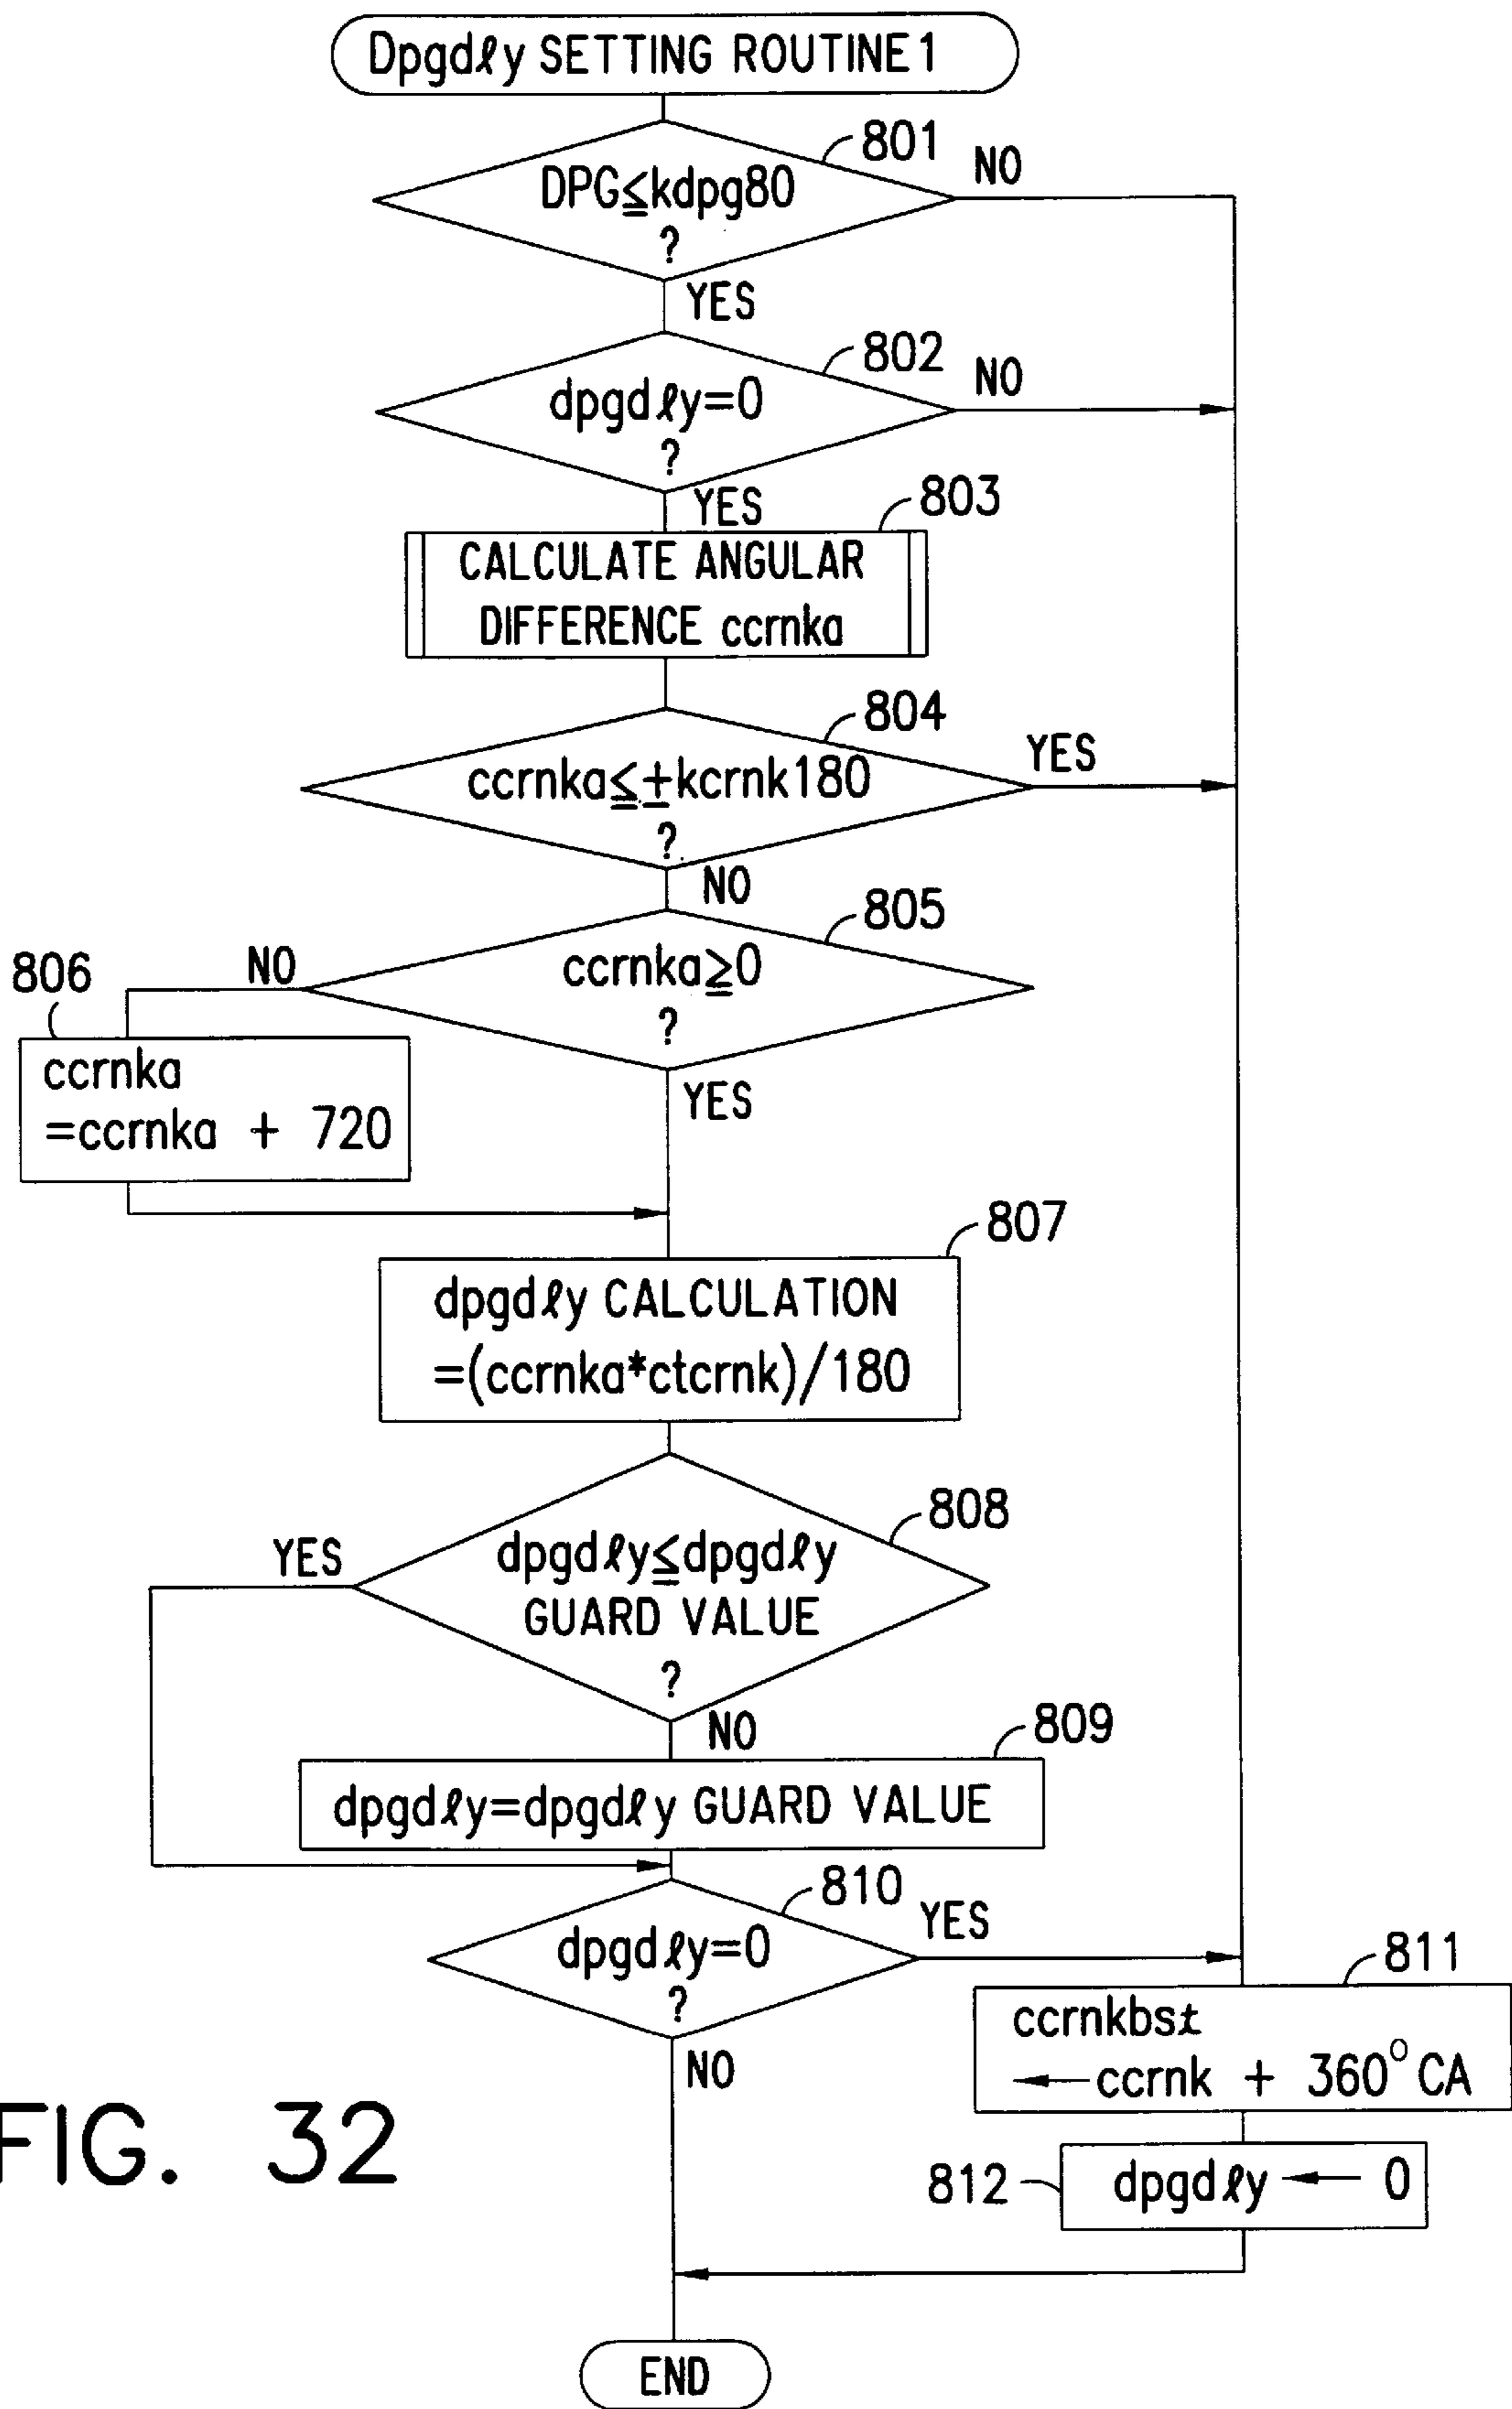 Dpgdℓy SETTING ROUTINE1
801
NO
DPG≦kdpg80
?
YES
802
NO
dpgdℓy=0
?
YES
803
CALCULATE ANGULAR
DIFFERENCE ccrnka
804
YES
ccrnka≦±kcrnk180
?
NO
805
NO
ccrnka≧0
?
806
ccrnka
=ccrnka + 720
YES
807
dpgdℓy CALCULATION
=(ccrnka*ctcrnk)/180
808
YES
dpgdℓy≦dpgdℓy
GUARD VALUE
?
NO
809
dpgdℓy=dpgdℓy GUARD VALUE
810
YES
dpgdℓy=0
?
NO
811
ccrnkbst
←ccrnk + 360°CA
812
dpgdℓy ← 0
FIG. 32
END